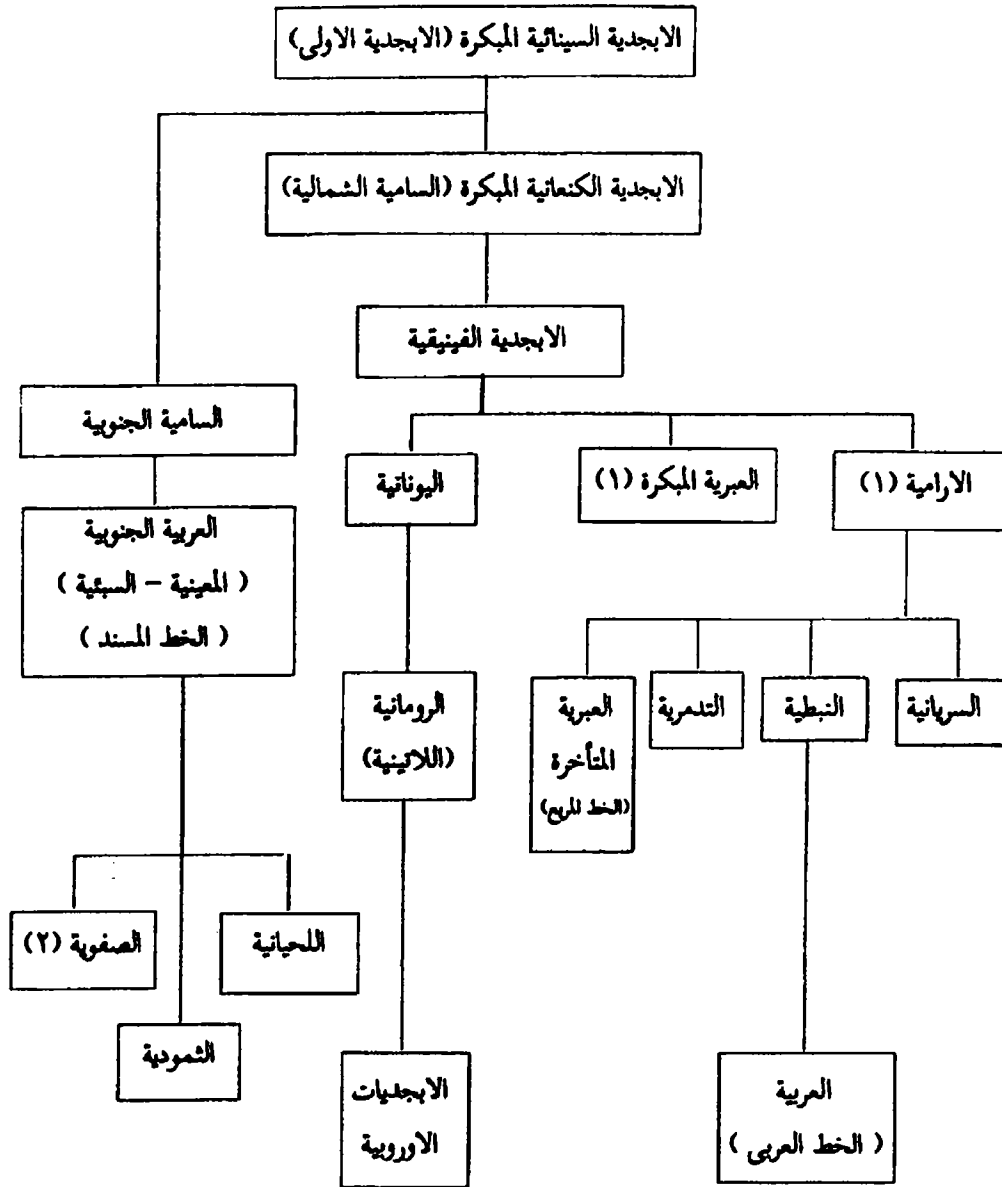 الابجدية السينائية المبكرة (الابجدية الاولى)
الابجدية الكنعانية المبكرة (السامية الشمالية)
الابجدية الفينيقية
السامية الجنوبية
الارامية (١)
العبرية المبكرة (١)
اليونانية
العربية الجنوبية
( المعينية – السبئية )
( الخط المسند )
السريانية
النبطية
التدمرية
العبرية
المتأخرة
(الخط المربع)
الرومانية
(اللاتينية)
اللحيانية
الصفوية (٢)
الثمودية
العربية
( الخط العربى )
الابجديات
الاوروبية